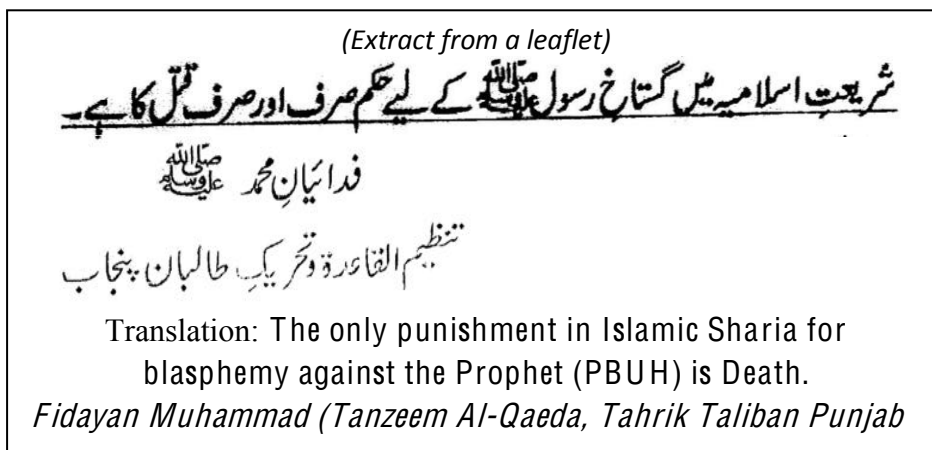 (Extract from a leaflet)
شریعتِ اسلامیہ میں گستاخِ رسول ﷺ کے لیے حکم صرف اور صرف قتل کا ہے۔
فدائیانِ محمد ﷺ
تنظیم القاعدة وتحریکِ طالبان پنجاب
Translation: The only punishment in Islamic Sharia for
blasphemy against the Prophet (PBUH) is Death.
Fidayan Muhammad (Tanzeem Al-Qaeda, Tahrik Taliban Punjab